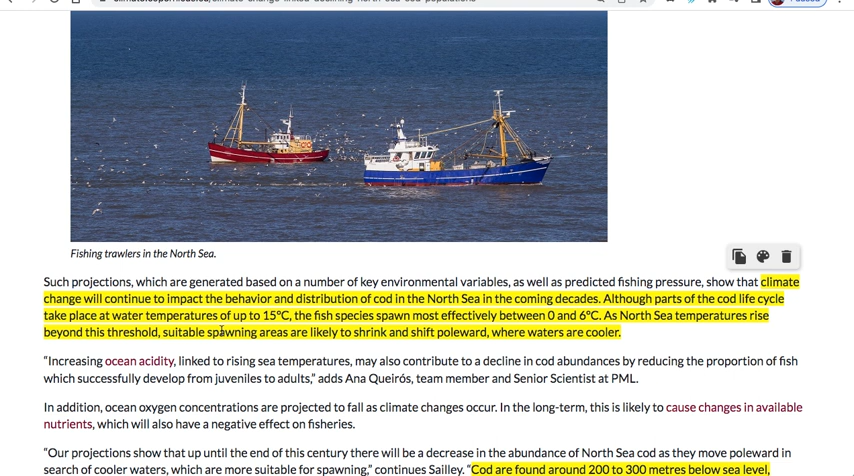 Fishing trawlers in the North Sea.
Such projections, which are generated based on a number of key environmental variables, as well as predicted fishing pressure, show that climate
change will continue to impact the behavior and distribution of cod in the North Sea in the coming decades. Although parts of the cod life cycle
take place at water temperatures of up to 15°C, the fish species spawn most effectively between 0 and 6°C. As North Sea temperatures rise
beyond this threshold, suitable spawning areas are likely to shrink and shift poleward, where waters are cooler.
“Increasing ocean acidity, linked to rising sea temperatures, may also contribute to a decline in cod abundances by reducing the proportion of fish
which successfully develop from juveniles to adults,” adds Ana Queirós, team member and Senior Scientist at PML.
In addition, ocean oxygen concentrations are projected to fall as climate changes occur. In the long-term, this is likely to cause changes in available
nutrients, which will also have a negative effect on fisheries.
“Our projections show that up until the end of this century there will be a decrease in the abundance of North Sea cod as they move poleward in
search of cooler waters, which are more suitable for spawning,” continues Sailley. “Cod are found around 200 to 300 metres below sea level,